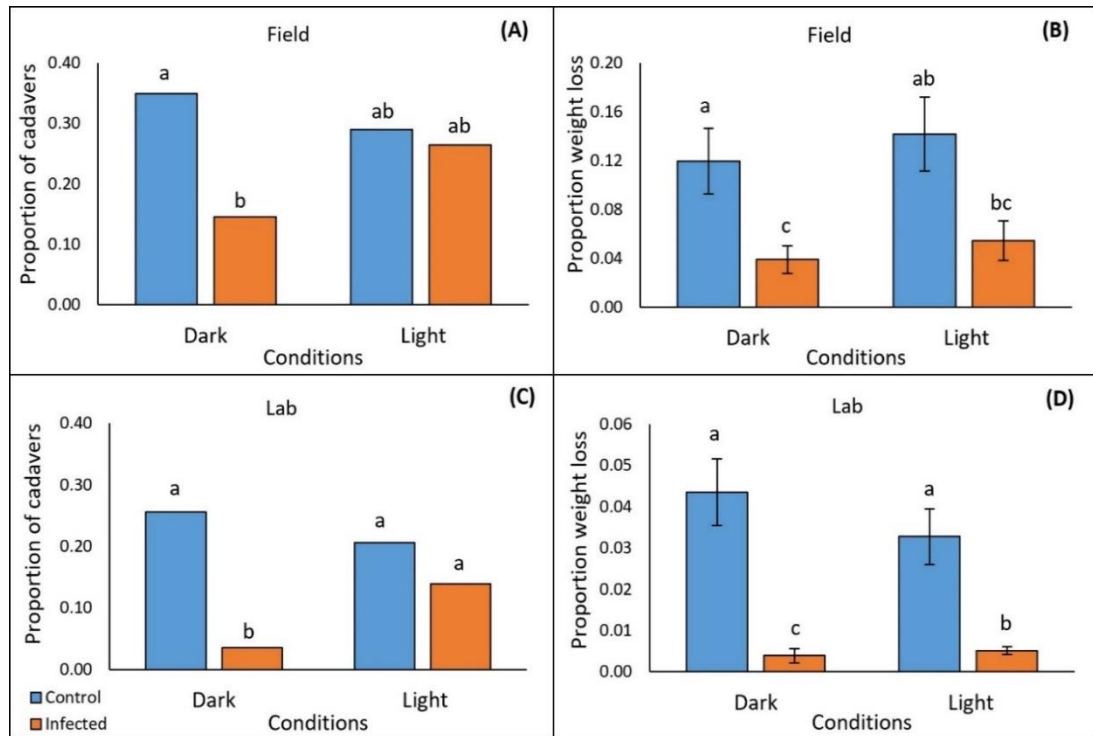 Field (A)
Proportion of cadavers
0.40
0.30
0.20
0.10
0.00
a
b
ab
ab
Dark Light
Conditions
Field (B)
Proportion weight loss
0.20
0.16
0.12
0.08
0.04
0.00
a
c
ab
bc
Dark Light
Conditions
Lab (C)
Proportion of cadavers
0.40
0.30
0.20
0.10
0.00
a
b
a
a
Dark Light
Conditions
Control
Infected
Lab (D)
Proportion weight loss
0.06
0.05
0.04
0.03
0.02
0.01
0.00
a
c
a
b
Dark Light
Conditions